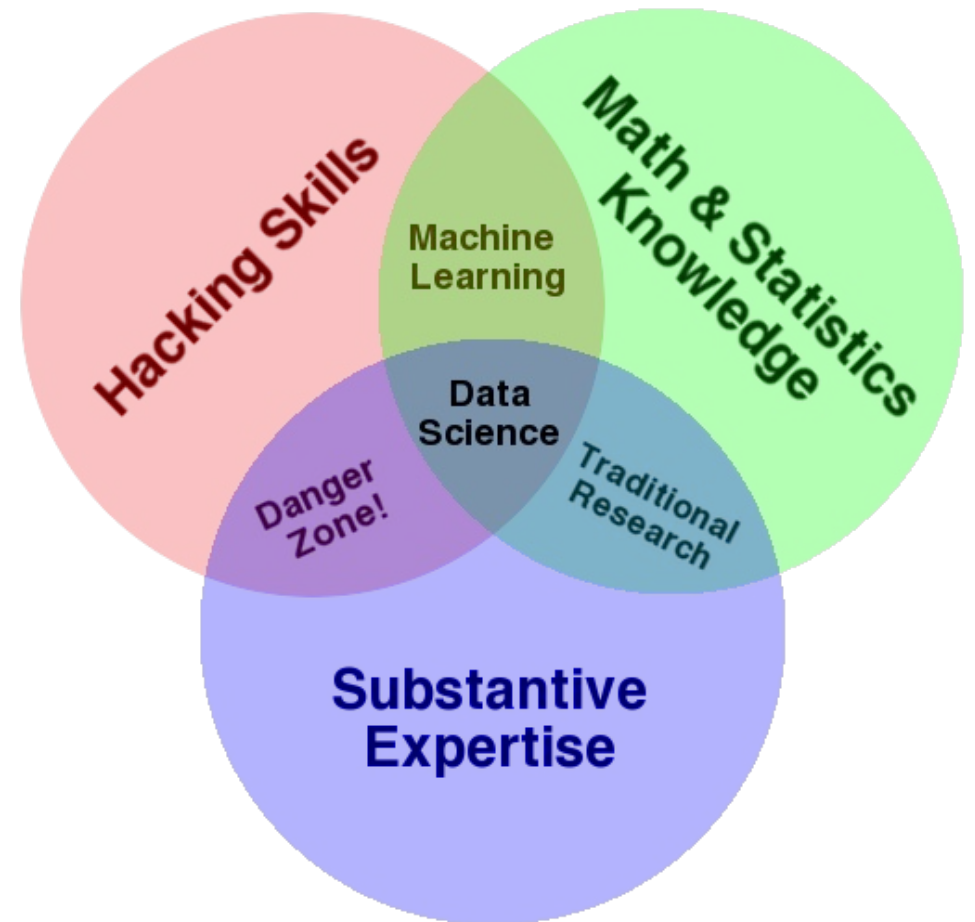 Hacking Skills
Math & Statistics
Knowledge
Machine
Learning
Data
Science
Danger
Zone!
Traditional
Research
Substantive
Expertise